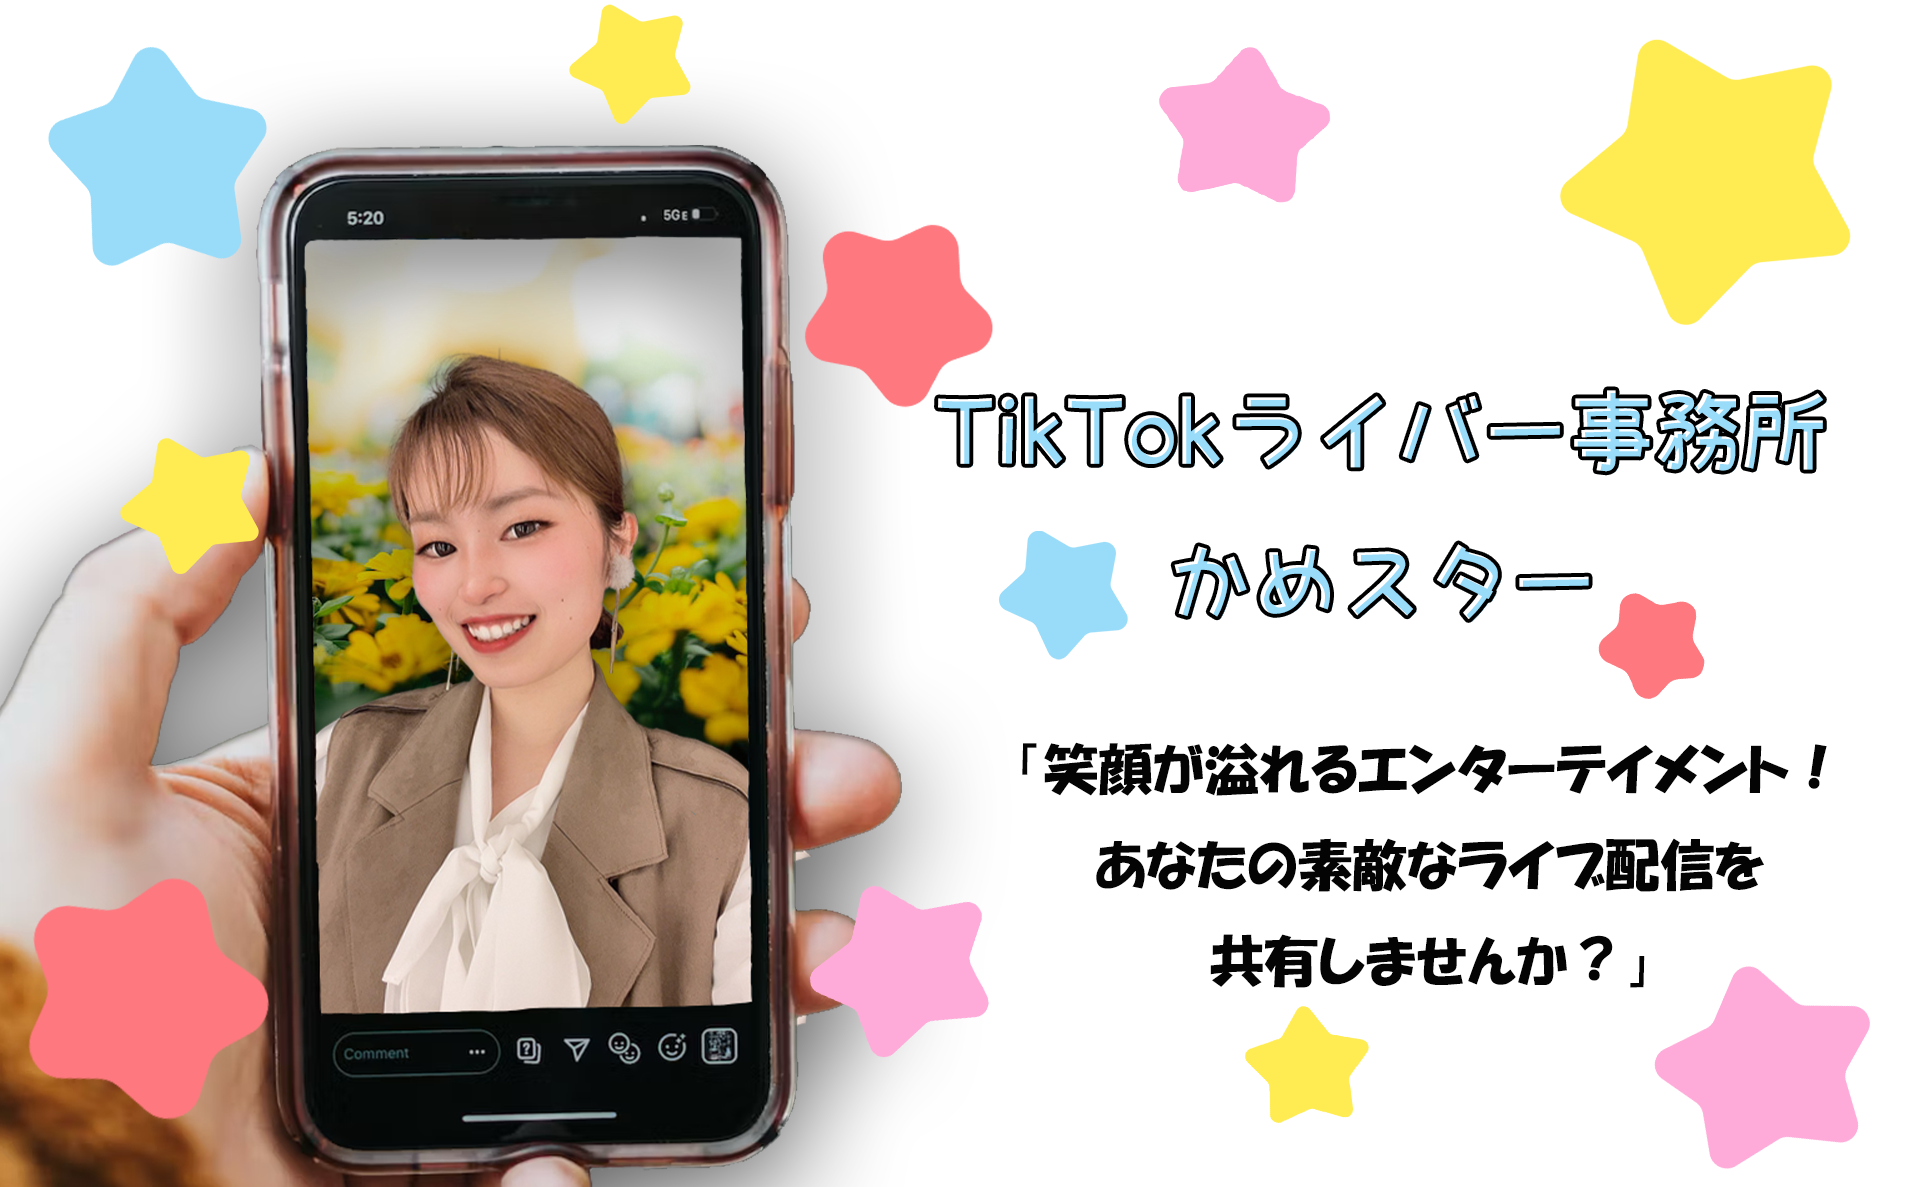 5:20
5GE
TikTokライバー事務所
かめスター
「笑顔が溢れるエンターテイメント！
あなたの素敵なライブ配信を
共有しませんか？」
Comment